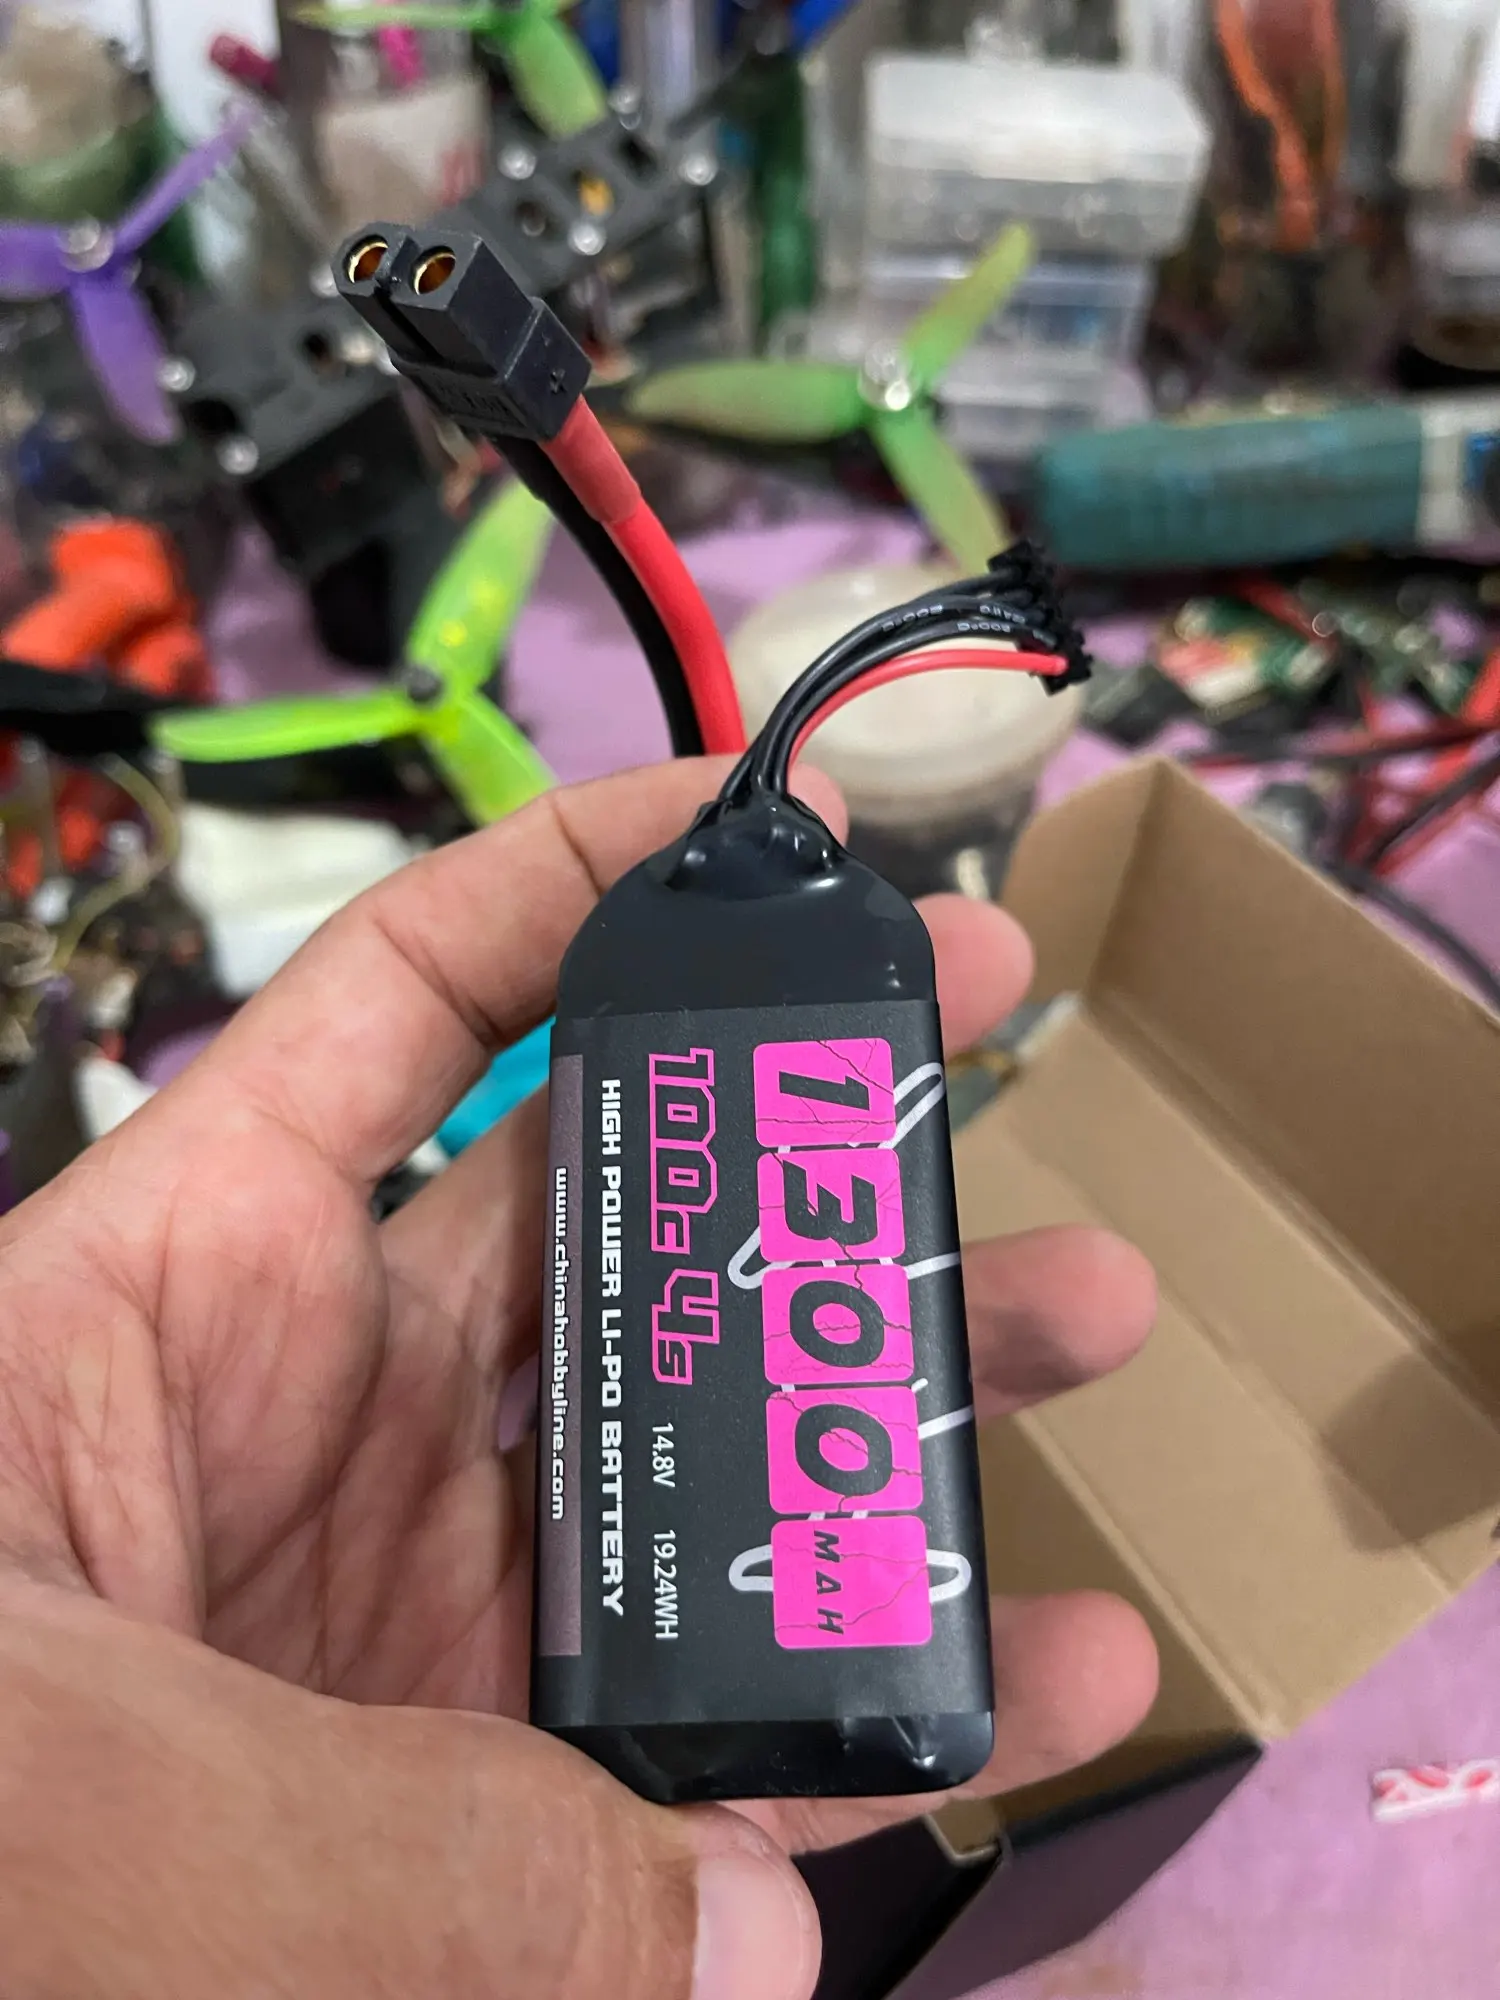 1300
MAH
100C 4S
14.8V 19.24WH
HIGH POWER LI-PO BATTERY
www.chinahobbyline.com